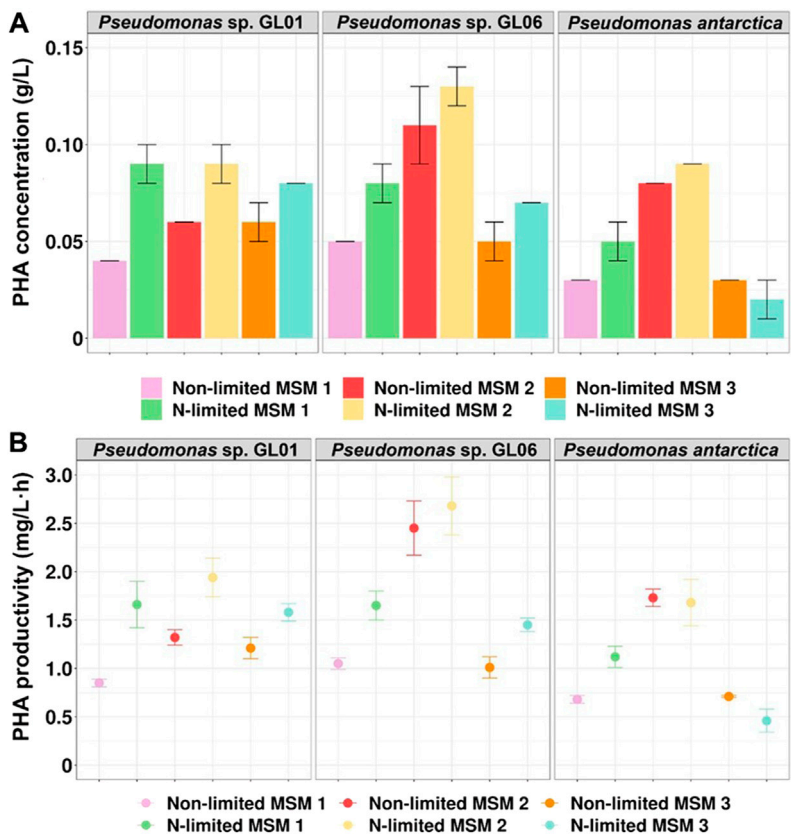 A
Pseudomonas sp. GL01 Pseudomonas sp. GL06 Pseudomonas antarctica
PHA concentration (g/L)
0.15
0.10
0.05
0
Non-limited MSM 1 Non-limited MSM 2 Non-limited MSM 3
N-limited MSM 1 N-limited MSM 2 N-limited MSM 3
B
Pseudomonas sp. GL01 Pseudomonas sp. GL06 Pseudomonas antarctica
PHA productivity (mg/L·h)
3.0
2.5
2.0
1.5
1.0
0.5
0
Non-limited MSM 1 Non-limited MSM 2 Non-limited MSM 3
N-limited MSM 1 N-limited MSM 2 N-limited MSM 3